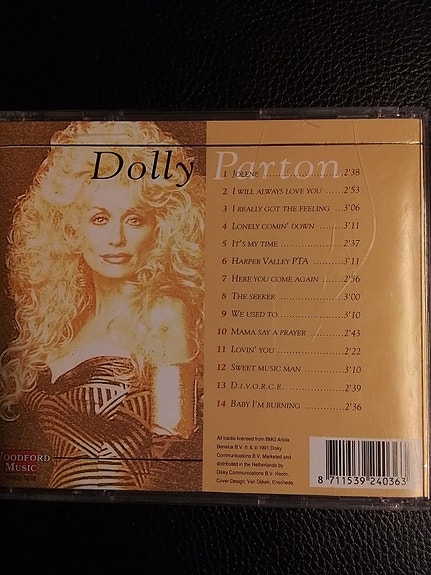 Dolly Parton
1 Jolene 2'38
2 I will always love you 2'53
3 I really got the feeling 3'06
4 Lonely comin' down 3'11
5 It's my time 2'37
6 Harper Valley PTA 3'11
7 Here you come again 2'56
8 The seeker 3'00
9 We used to 3'10
10 Mama say a prayer 2'43
11 Lovin' you 2'22
12 Sweet music man 3'10
13 D.I.V.O.R.C.E. 2'39
14 Baby I'm burning 2'36
All tracks licensed from BMG Ariola
Benelux B.V. ℗ & © 1991 Disky
Communications B.V. Marketed and
distributed in the Netherlands by
Disky Communications B.V. Hoorn.
Cover Design: Van Dijken, Enschede.
8 711539 240363
OODFORD
MUSIC